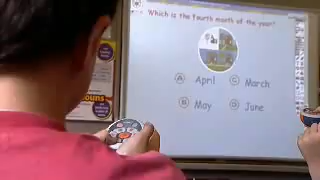 Which is the fourth month of the year?
A April
C March
B May
D June